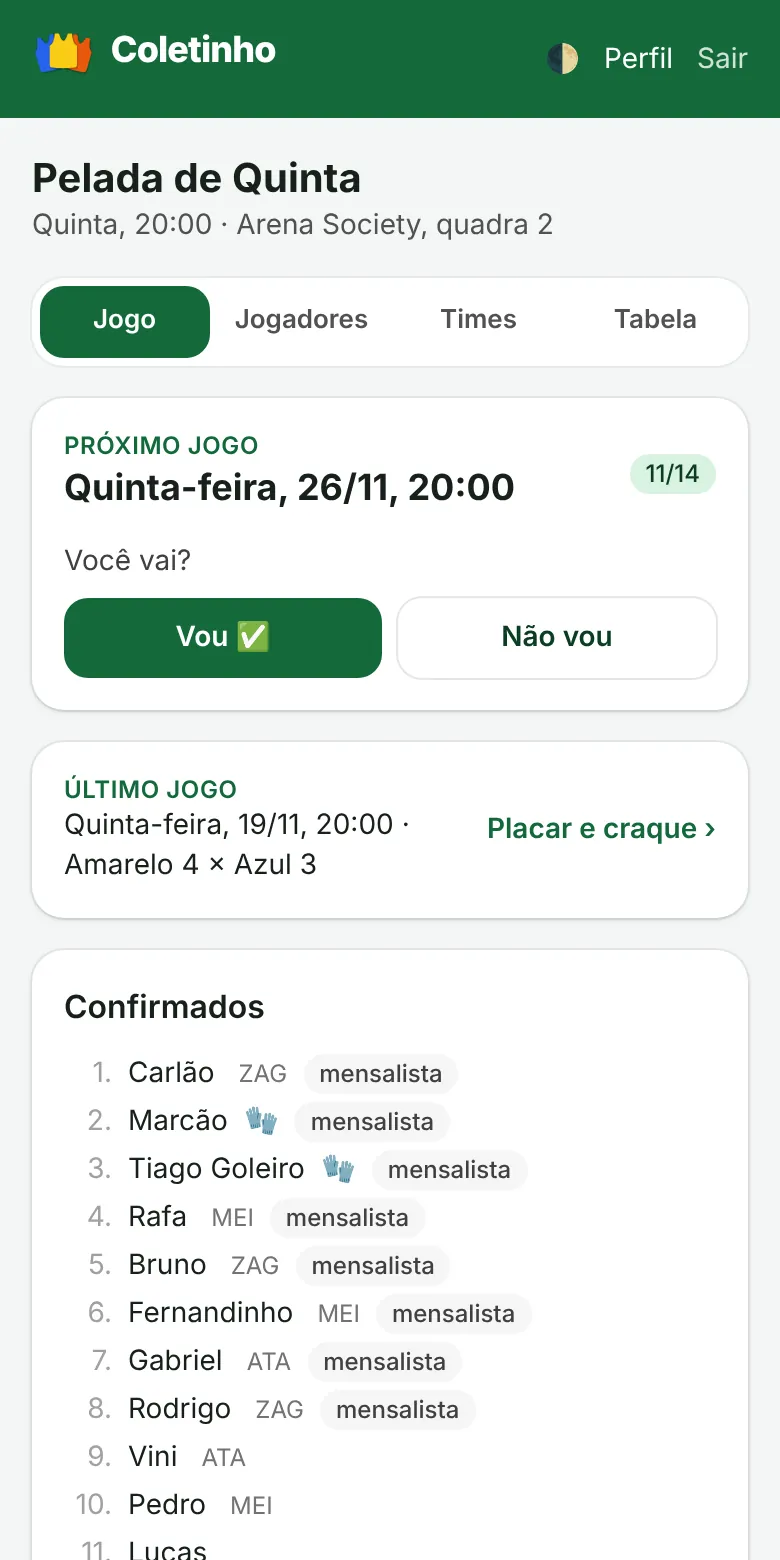 Coletinho
Perfil
Sair
Pelada de Quinta
Quinta, 20:00 · Arena Society, quadra 2
Jogo
Jogadores
Times
Tabela
PRÓXIMO JOGO
Quinta-feira, 26/11, 20:00
11/14
Você vai?
Vou ✅
Não vou
ÚLTIMO JOGO
Quinta-feira, 19/11, 20:00 ·
Amarelo 4 × Azul 3
Placar e craque ›
Confirmados
1. Carlão ZAG mensalista
2. Marcão 🧤 mensalista
3. Tiago Goleiro 🧤 mensalista
4. Rafa MEI mensalista
5. Bruno ZAG mensalista
6. Fernandinho MEI mensalista
7. Gabriel ATA mensalista
8. Rodrigo ZAG mensalista
9. Vini ATA
10. Pedro MEI
11. Lucas